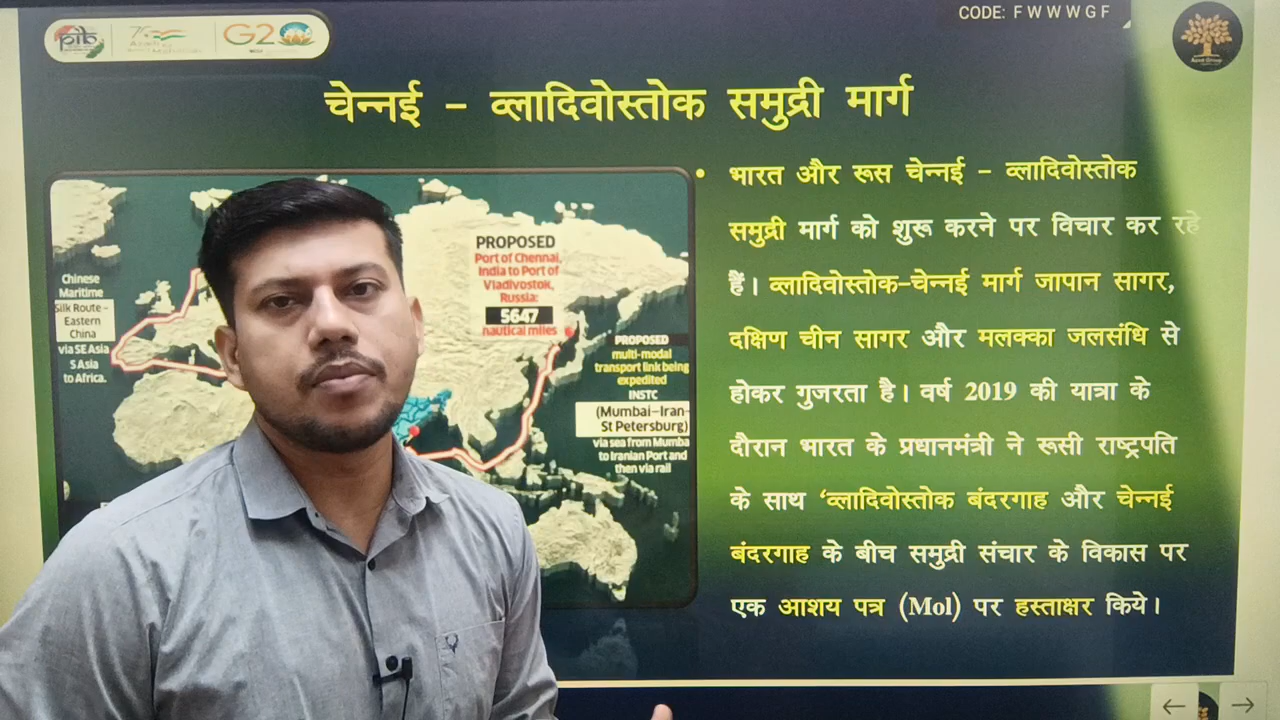 CODE: F W W W G F
pib
G20
चेन्नई – व्लादिवोस्तोक समुद्री मार्ग
Chinese
Maritime
Silk Route –
Eastern
China
via SE Asia
S Asia
to Africa.
PROPOSED
Port of Chennai,
India to Port of
Vladivostok,
Russia:
5647
nautical miles
PROPOSED
multi-modal
transport link being
expedited
INSTC
(Mumbai–Iran–
St Petersburg)
via sea from Mumba
to Iranian Port and
then via rail
• भारत और रूस चेन्नई – व्लादिवोस्तोक
समुद्री मार्ग को शुरू करने पर विचार कर रहे
हैं। व्लादिवोस्तोक–चेन्नई मार्ग जापान सागर,
दक्षिण चीन सागर और मलक्का जलसंधि से
होकर गुजरता है। वर्ष 2019 की यात्रा के
दौरान भारत के प्रधानमंत्री ने रूसी राष्ट्रपति
के साथ ‘व्लादिवोस्तोक बंदरगाह और चेन्नई
बंदरगाह के बीच समुद्री संचार के विकास पर
एक आशय पत्र (MoI) पर हस्ताक्षर किये।